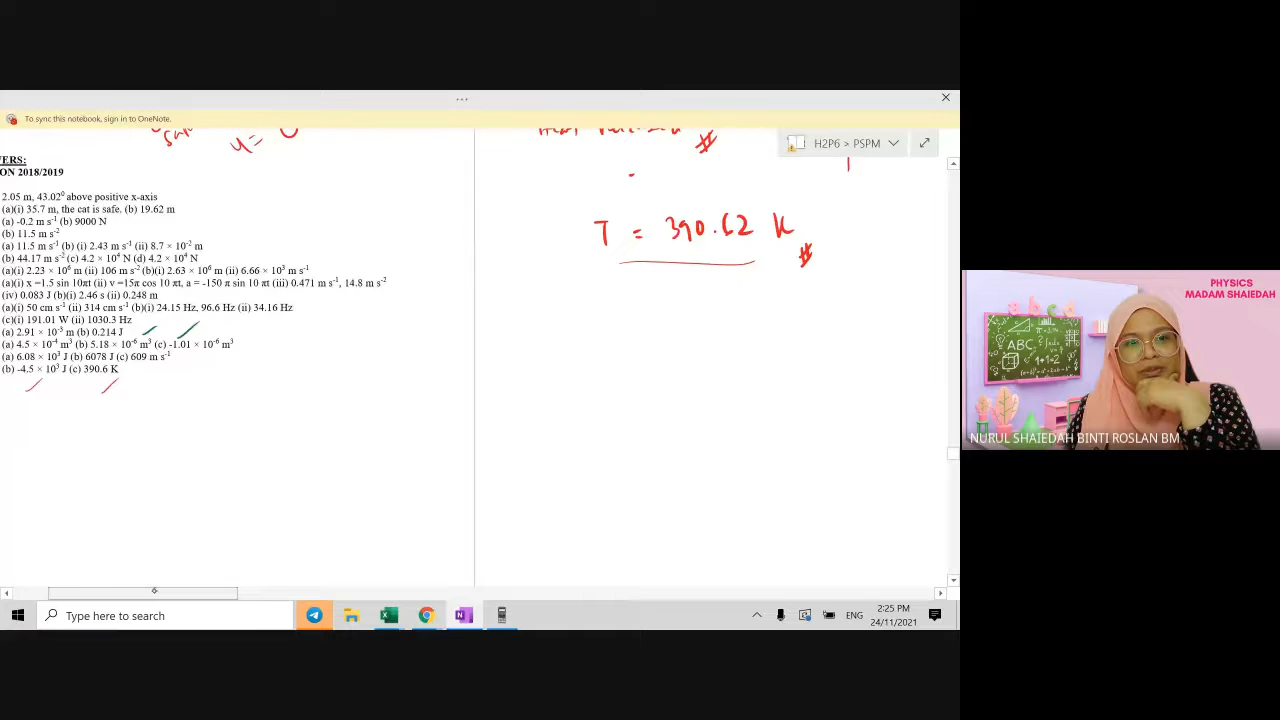 To sync this notebook, sign in to OneNote.
y =
H2P6 > PSPM
VERS:
ON 2018/2019
2.05 m, 43.02⁰ above positive x-axis
(a)(i) 35.7 m, the cat is safe. (b) 19.62 m
(a) -0.2 m s⁻¹ (b) 9000 N
(b) 11.5 m s⁻²
(a) 11.5 m s⁻¹ (b) (i) 2.43 m s⁻¹ (ii) 8.7 × 10⁻² m
(b) 44.17 m s⁻² (c) 4.2 × 10⁴ N (d) 4.2 × 10⁴ N
(a)(i) 2.23 × 10⁶ m (ii) 106 m s⁻² (b)(i) 2.63 × 10⁶ m (ii) 6.66 × 10³ m s⁻¹
(a)(i) x =1.5 sin 10πt (ii) v =15π cos 10 πt, a = -150 π sin 10 πt (iii) 0.471 m s⁻¹, 14.8 m s⁻²
(iv) 0.083 J (b)(i) 2.46 s (ii) 0.248 m
(a)(i) 50 cm s⁻¹ (ii) 314 cm s⁻¹ (b)(i) 24.15 Hz, 96.6 Hz (ii) 34.16 Hz
(c)(i) 191.01 W (ii) 1030.3 Hz
(a) 2.91 × 10⁻³ m (b) 0.214 J
(a) 4.5 × 10⁻⁴ m³ (b) 5.18 × 10⁻⁶ m³ (c) -1.01 × 10⁻⁶ m³
(a) 6.08 × 10³ J (b) 6078 J (c) 609 m s⁻¹
(b) -4.5 × 10³ J (c) 390.6 K
T = 390.62 K
PHYSICS
MADAM SHAIEDAH
ABC
NURUL SHAIEDAH BINTI ROSLAN BM
Type here to search
ENG
2:25 PM
24/11/2021